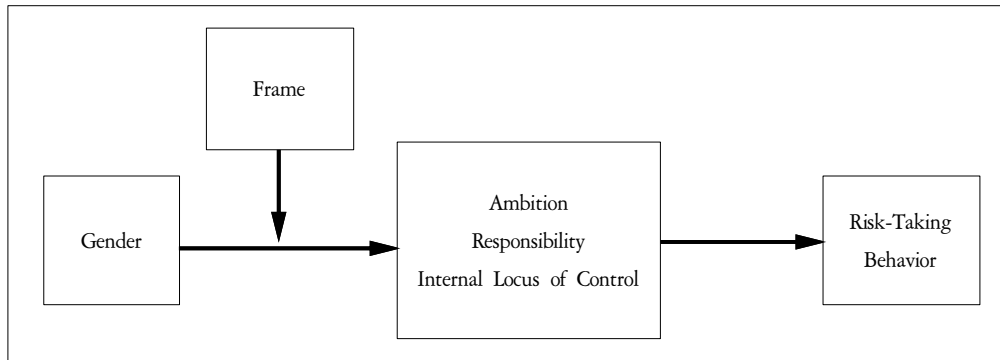 Frame
Gender
Ambition
Responsibility
Internal Locus of Control
Risk-Taking
Behavior